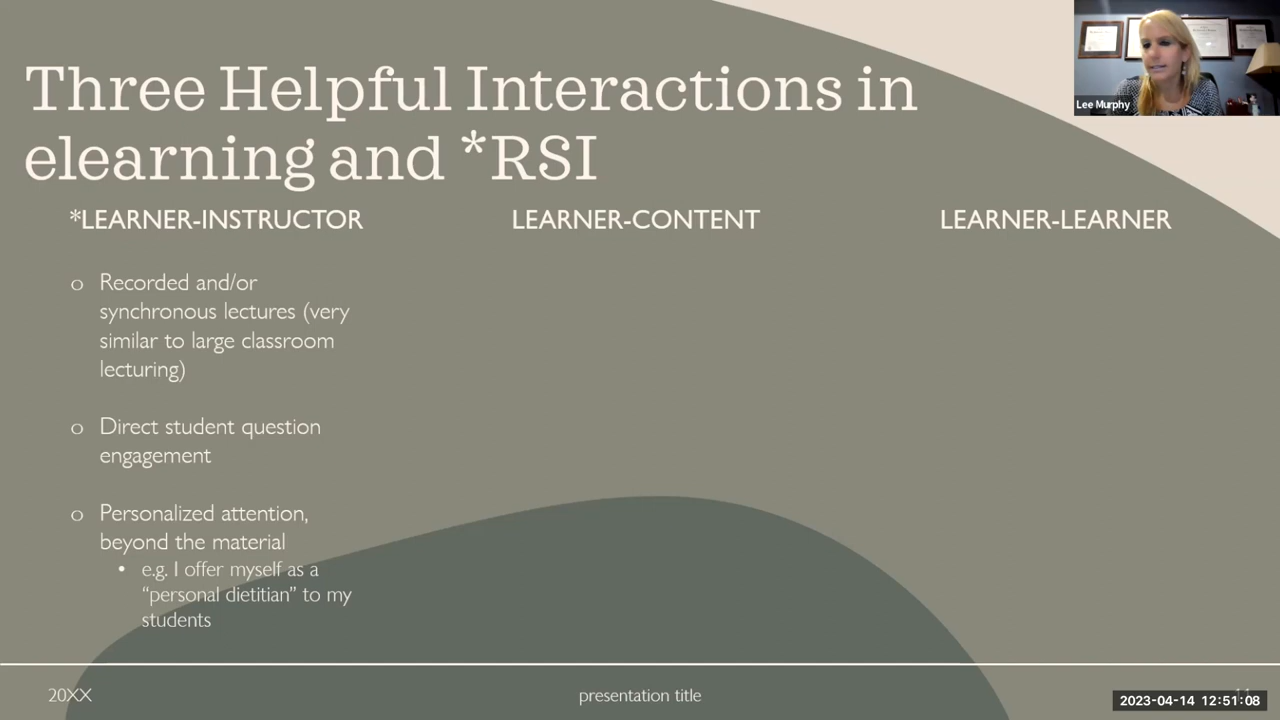 Three Helpful Interactions in
elearning and *RSI
*LEARNER-INSTRUCTOR
o Recorded and/or
synchronous lectures (very
similar to large classroom
lecturing)
o Direct student question
engagement
o Personalized attention,
beyond the material
• e.g. I offer myself as a
“personal dietitian” to my
students
LEARNER-CONTENT
LEARNER-LEARNER
Lee Murphy
20XX
presentation title
2023-04-14 12:51:08